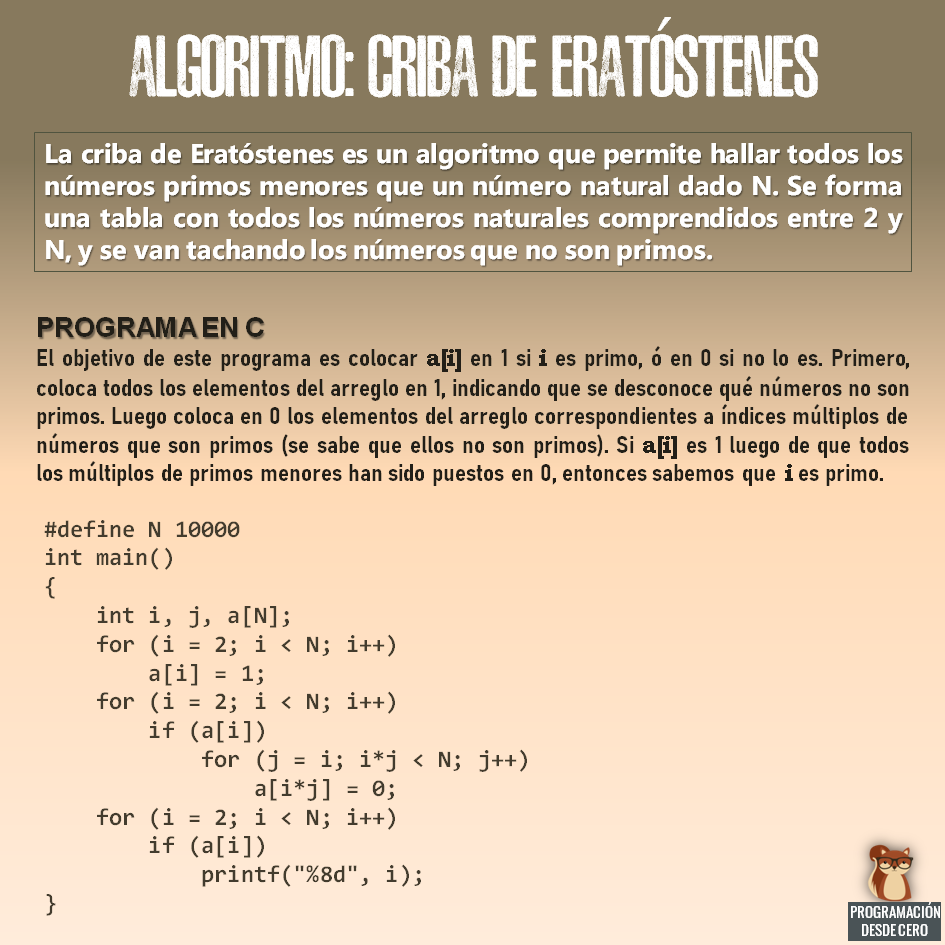 ALGORITMO: CRIBA DE ERATÓSTENES
La criba de Eratóstenes es un algoritmo que permite hallar todos los
números primos menores que un número natural dado N. Se forma
una tabla con todos los números naturales comprendidos entre 2 y
N, y se van tachando los números que no son primos.
PROGRAMA EN C
El objetivo de este programa es colocar a[i] en 1 si i es primo, ó en 0 si no lo es. Primero,
coloca todos los elementos del arreglo en 1, indicando que se desconoce qué números no son
primos. Luego coloca en 0 los elementos del arreglo correspondientes a índices múltiplos de
números que son primos (se sabe que ellos no son primos). Si a[i] es 1 luego de que todos
los múltiplos de primos menores han sido puestos en 0, entonces sabemos que i es primo.
#define N 10000
int main()
{
    int i, j, a[N];
    for (i = 2; i < N; i++)
        a[i] = 1;
    for (i = 2; i < N; i++)
        if (a[i])
            for (j = i; i*j < N; j++)
                a[i*j] = 0;
    for (i = 2; i < N; i++)
        if (a[i])
            printf("%8d", i);
}
PROGRAMACIÓN
DESDE CERO